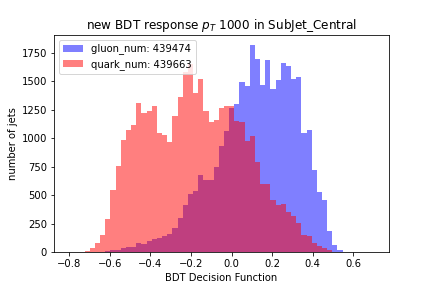 new BDT response p_T 1000 in SubJet_Central
gluon_num: 439474
quark_num: 439663
number of jets
1750
1500
1250
1000
750
500
250
0
−0.8 −0.6 −0.4 −0.2 0.0 0.2 0.4 0.6
BDT Decision Function